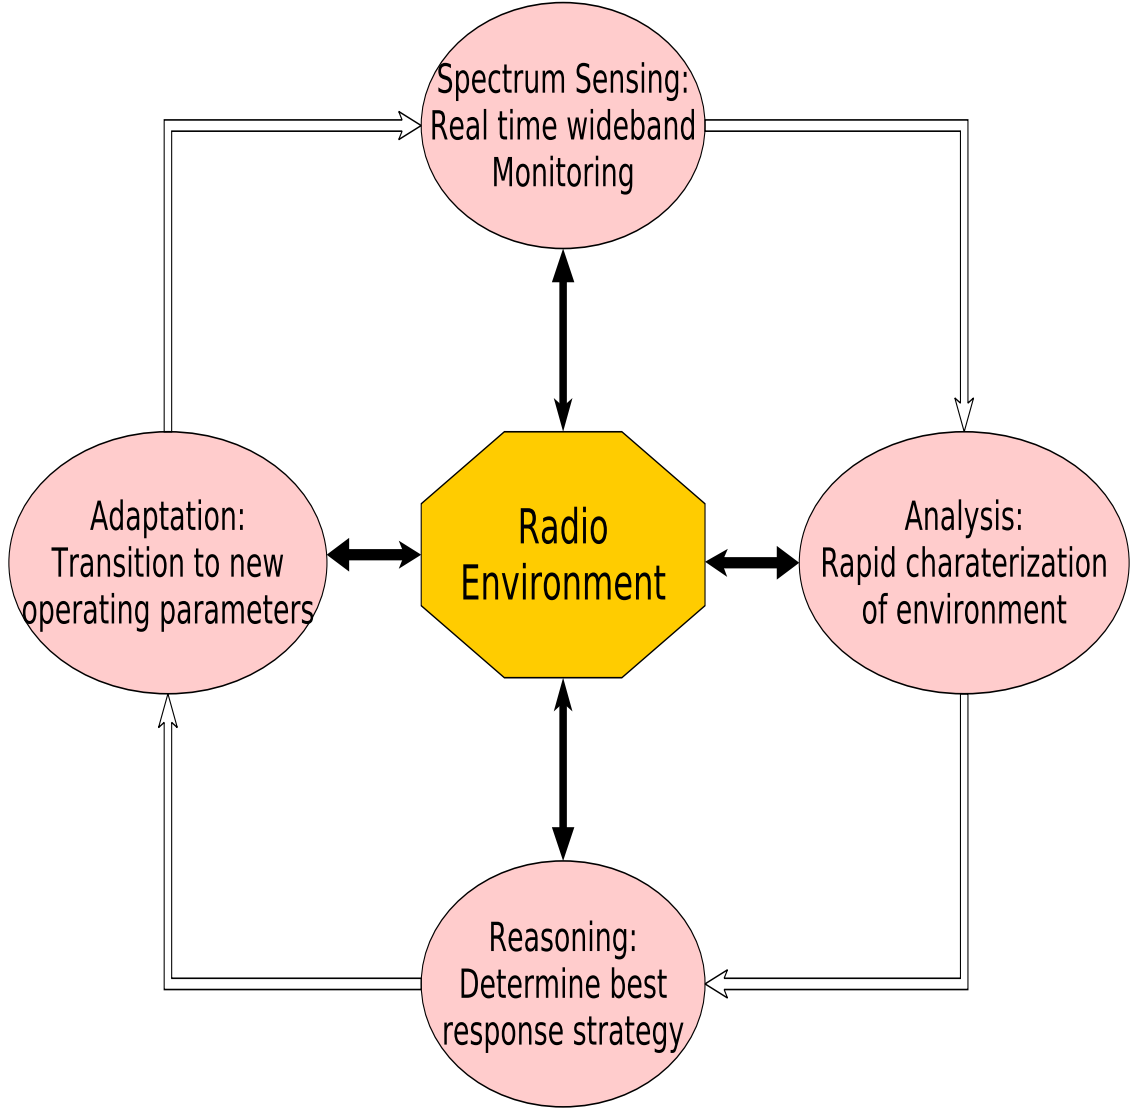 Spectrum Sensing:
Real time wideband
Monitoring
Adaptation:
Transition to new
operating parameters
Radio
Environment
Analysis:
Rapid charaterization
of environment
Reasoning:
Determine best
response strategy